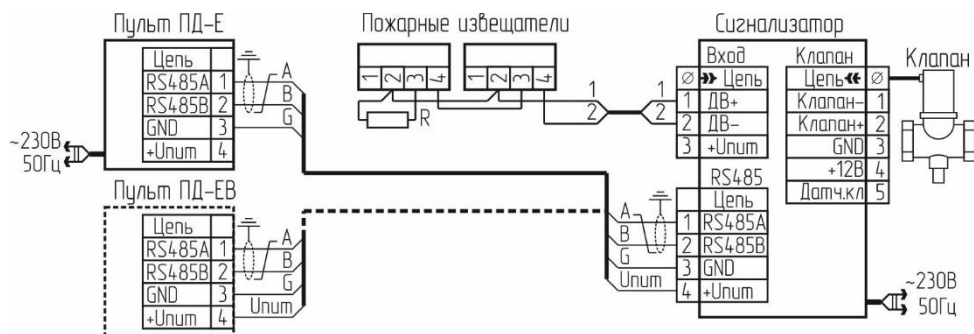 Пульт ПД-Е
Цепь
RS485A 1 A
RS485B 2 B
GND 3 G
+Uпит 4
~230В
50Гц
Пульт ПД-ЕВ
Цепь
RS485A 1 A
RS485B 2 B
GND 3 G
+Uпит 4 Uпит
Пожарные извещатели
1 2 3 4
1 2 3 4
R
1 1
2 2
Сигнализатор
Вход
Ø Цепь
1 ДВ+
2 ДВ-
3 +Uпит
RS485
Цепь
A 1 RS485A
B 2 RS485B
G 3 GND
Uпит 4 +Uпит
Клапан
Цепь Ø
Клапан- 1
Клапан+ 2
GND 3
+12В 4
Датч.кл 5
Клапан
~230В
50Гц